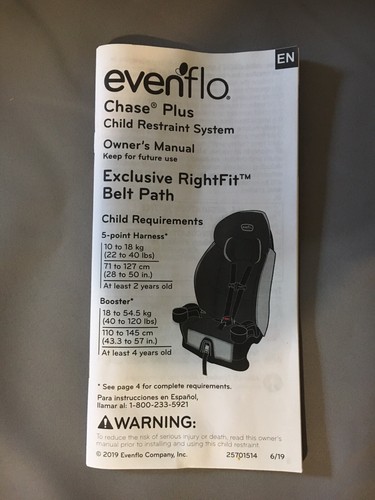 EN
evenflo®
Chase® Plus
Child Restraint System
Owner's Manual
Keep for future use
Exclusive RightFit™
Belt Path
Child Requirements
5-point Harness*
10 to 18 kg
(22 to 40 lbs)
71 to 127 cm
(28 to 50 in.)
At least 2 years old
Booster*
18 to 54.5 kg
(40 to 120 lbs)
110 to 145 cm
(43.3 to 57 in.)
At least 4 years old
* See page 4 for complete requirements.
Para instrucciones en Español,
llamar al: 1-800-233-5921
WARNING:
To reduce the risk of serious injury or death, read this owner's
manual prior to installing and using this child restraint.
© 2019 Evenflo Company, Inc. 25701514 6/19